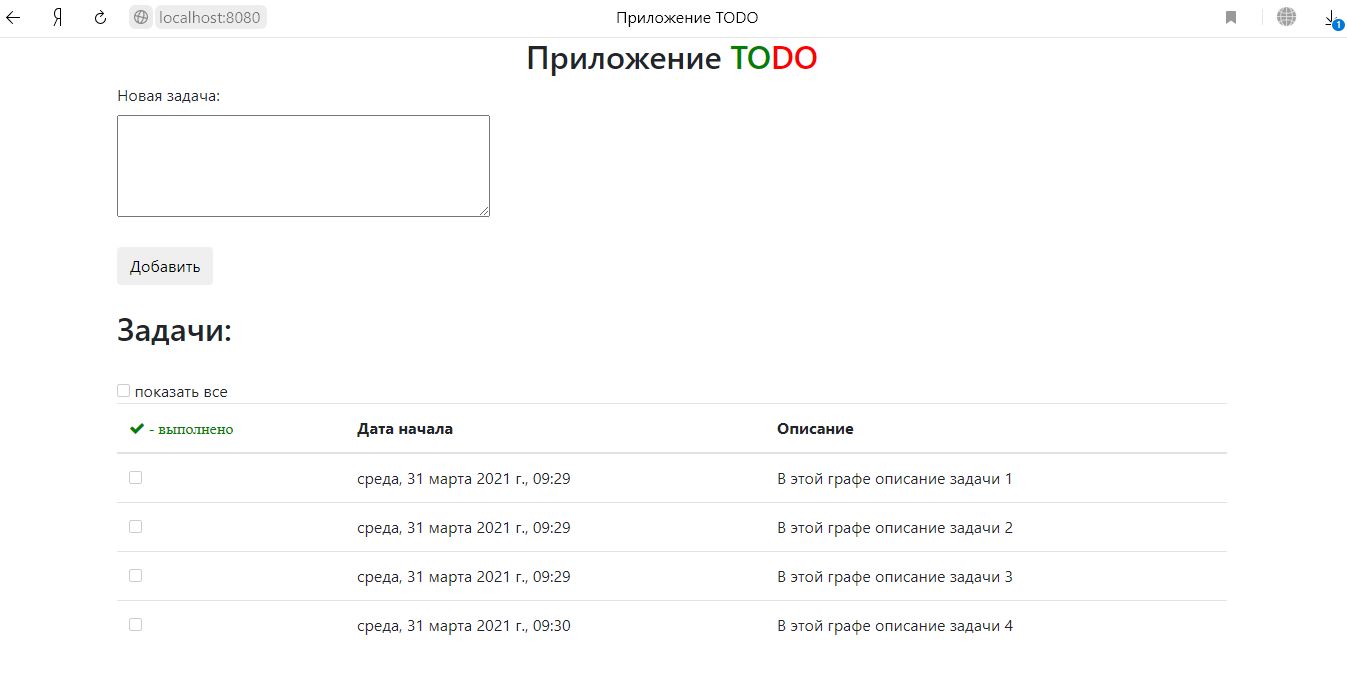 Я localhost:8080 Приложение TODO 1
Приложение TODO
Новая задача:
Добавить
Задачи:
показать все
- выполнено Дата начала Описание
среда, 31 марта 2021 г., 09:29 В этой графе описание задачи 1
среда, 31 марта 2021 г., 09:29 В этой графе описание задачи 2
среда, 31 марта 2021 г., 09:29 В этой графе описание задачи 3
среда, 31 марта 2021 г., 09:30 В этой графе описание задачи 4